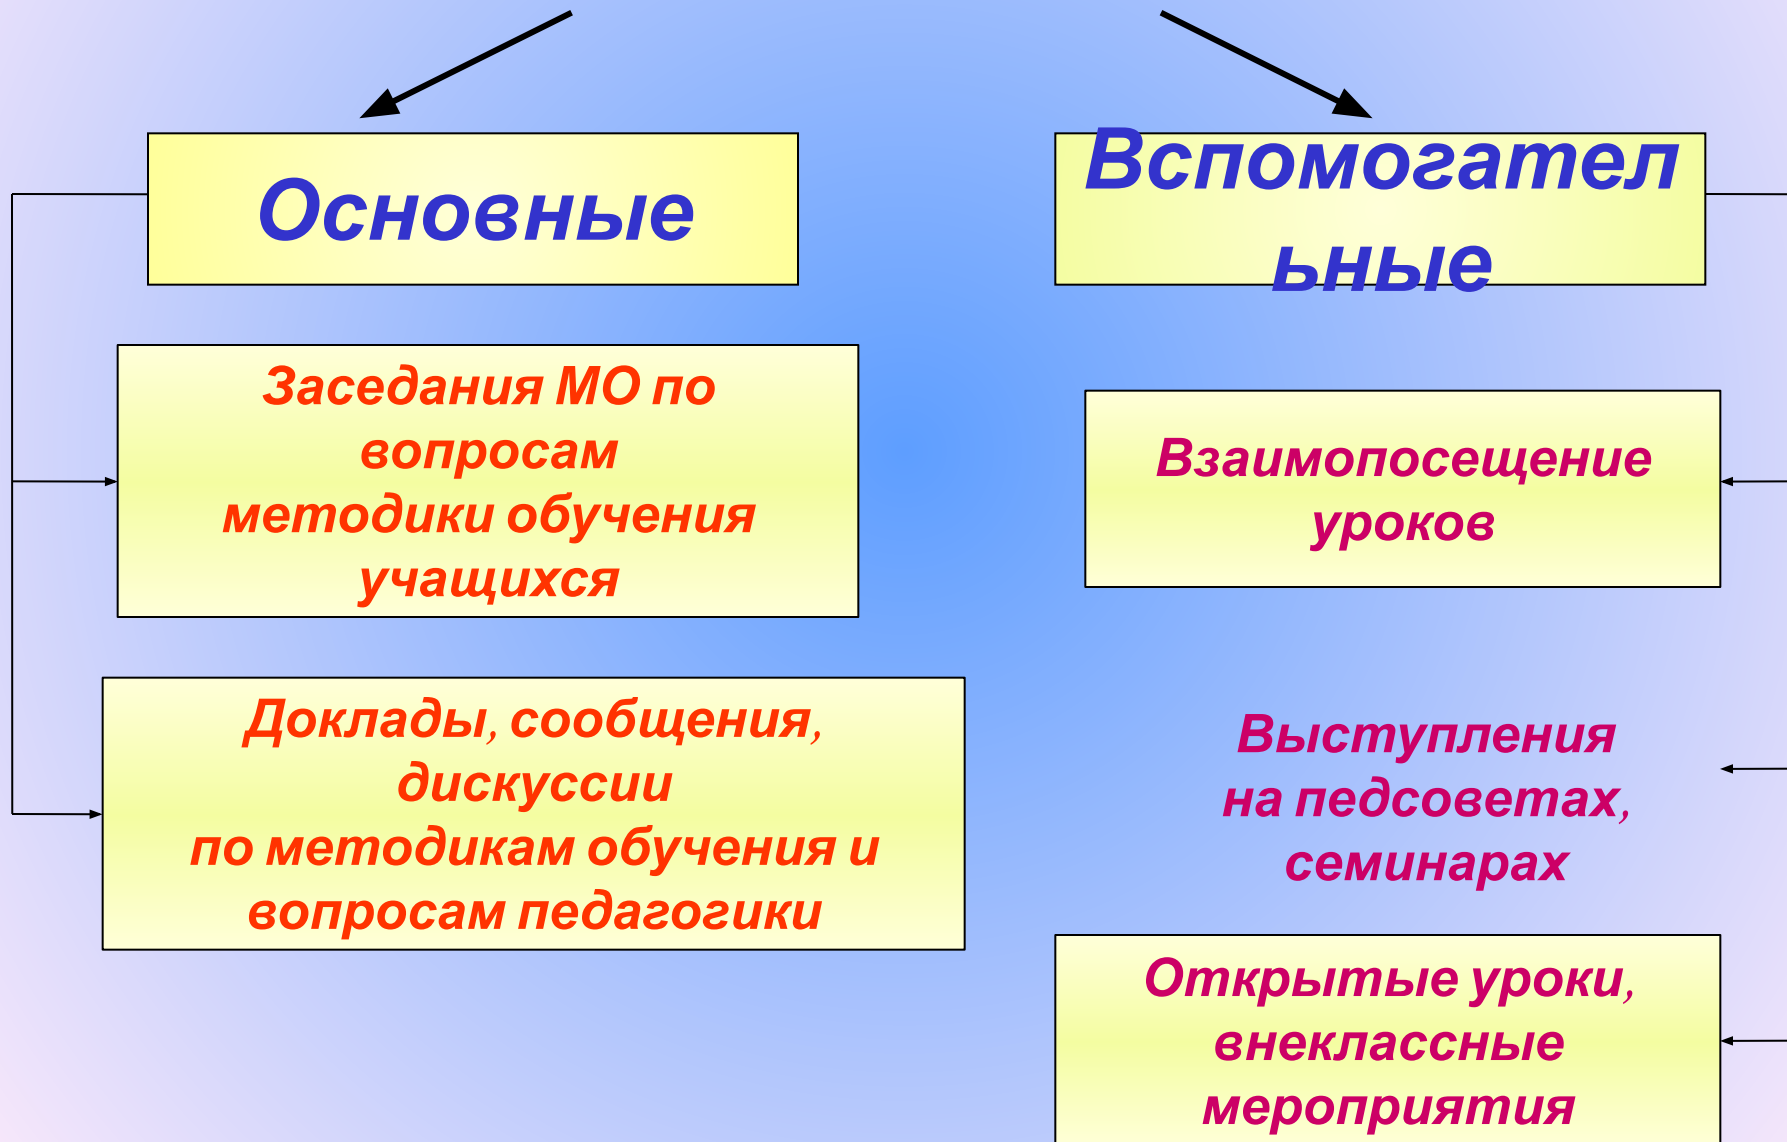 Основные
Вспомогател
ьные
Заседания МО по
вопросам
методики обучения
учащихся
Взаимопосещение
уроков
Доклады, сообщения,
дискуссии
по методикам обучения и
вопросам педагогики
Выступления
на педсоветах,
семинарах
Открытые уроки,
внеклассные
мероприятия